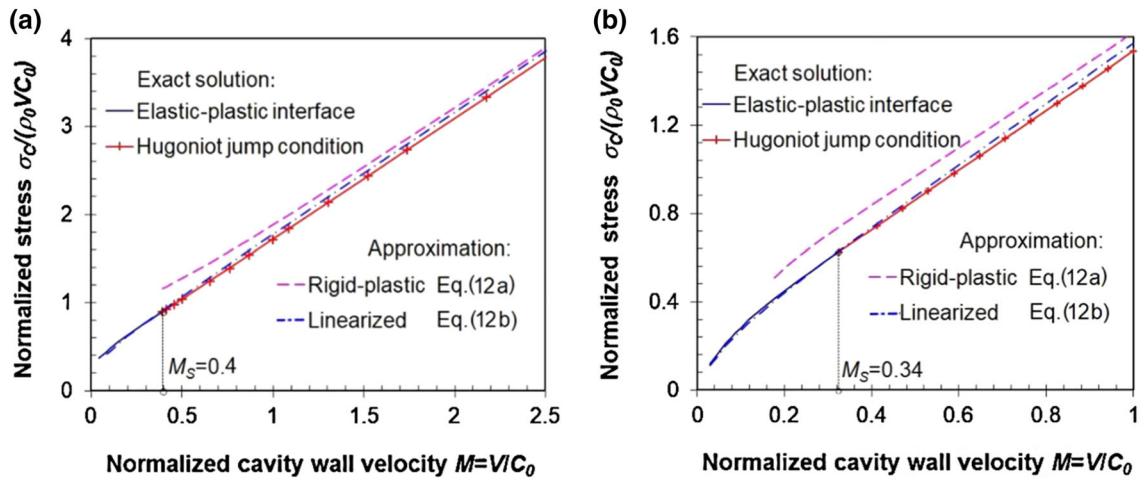 (a)
Normalized stress σC/(ρ0VC0)
4
3
2
1
0
Exact solution:
Elastic-plastic interface
Hugoniot jump condition
Approximation:
Rigid-plastic Eq.(12a)
Linearized Eq.(12b)
MS=0.4
0 0.5 1 1.5 2 2.5
Normalized cavity wall velocity M=V/C0
(b)
Normalized stress σC/(ρ0VC0)
1.6
1.2
0.8
0.4
0
Exact solution:
Elastic-plastic interface
Hugoniot jump condition
Approximation:
Rigid-plastic Eq.(12a)
Linearized Eq.(12b)
MS=0.34
0 0.2 0.4 0.6 0.8 1
Normalized cavity wall velocity M=V/C0